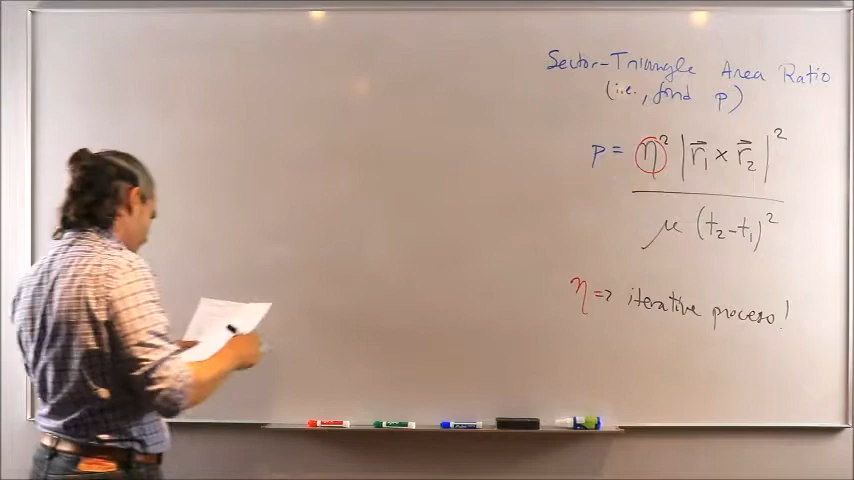 Sector-Triangle Area Ratio
(i.e., find p)
p = η² |r⃗₁ × r⃗₂|²
μ (t₂-t₁)²
η => iterative process!